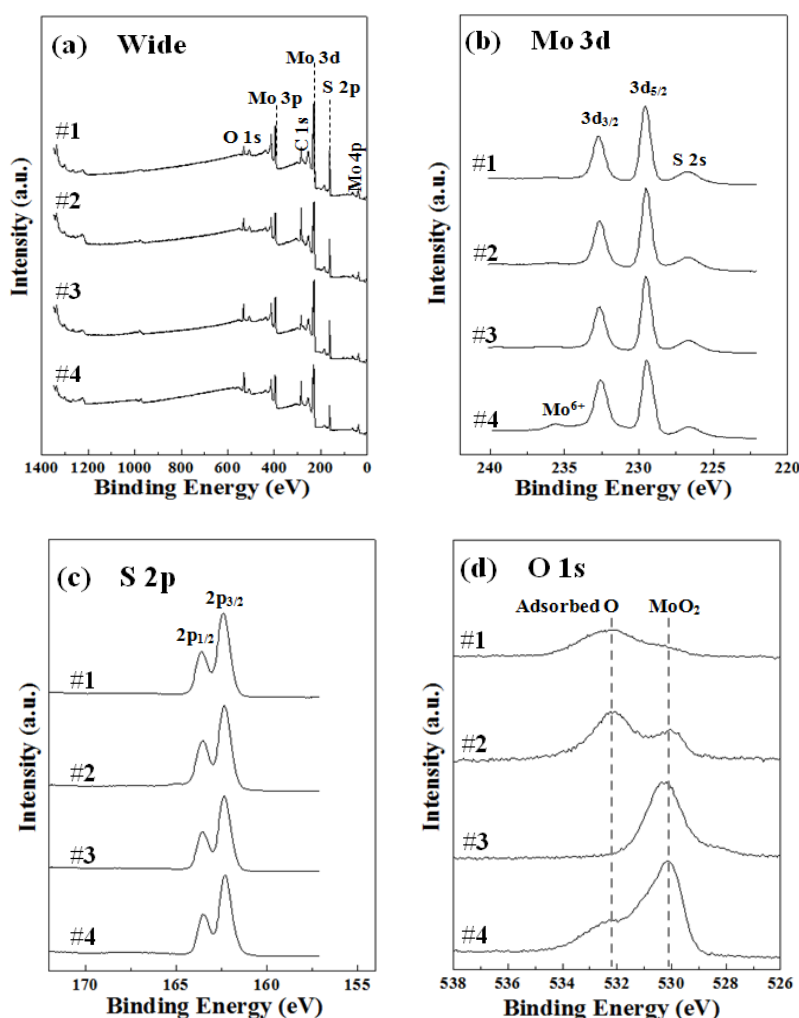 (a) Wide
Mo 3d
S 2p
Mo 3p
O 1s
C 1s
Mo 4p
#1
#2
#3
#4
Intensity (a.u.)
1400 1200 1000 800 600 400 200 0
Binding Energy (eV)
(b) Mo 3d
3d5/2
3d3/2
S 2s
#1
#2
#3
#4
Mo6+
Intensity (a.u.)
240 235 230 225 220
Binding Energy (eV)
(c) S 2p
2p3/2
2p1/2
#1
#2
#3
#4
Intensity (a.u.)
170 165 160 155
Binding Energy (eV)
(d) O 1s
Adsorbed O MoO2
#1
#2
#3
#4
Intensity (a.u.)
538 536 534 532 530 528 526
Binding Energy (eV)